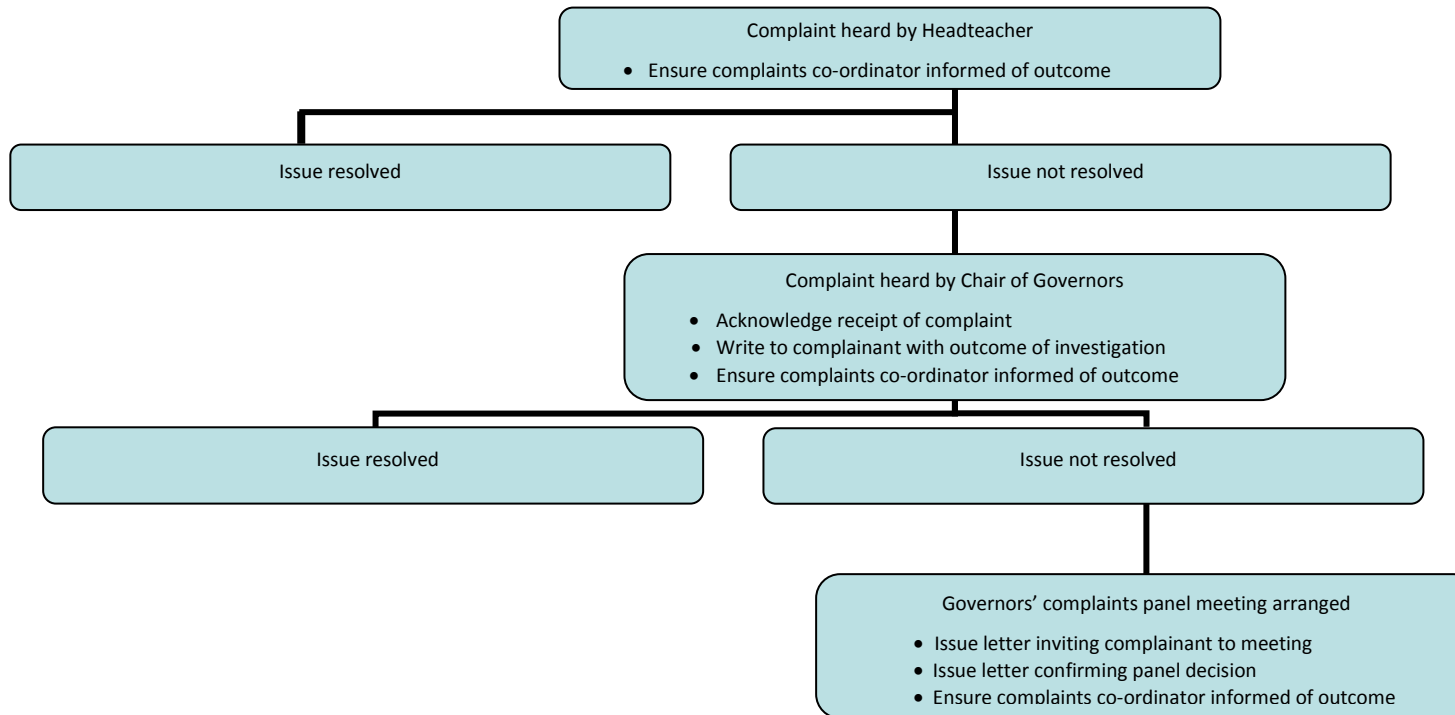 Complaint heard by Headteacher
• Ensure complaints co-ordinator informed of outcome
Issue resolved
Issue not resolved
Complaint heard by Chair of Governors
• Acknowledge receipt of complaint
• Write to complainant with outcome of investigation
• Ensure complaints co-ordinator informed of outcome
Issue resolved
Issue not resolved
Governors’ complaints panel meeting arranged
• Issue letter inviting complainant to meeting
• Issue letter confirming panel decision
• Ensure complaints co-ordinator informed of outcome